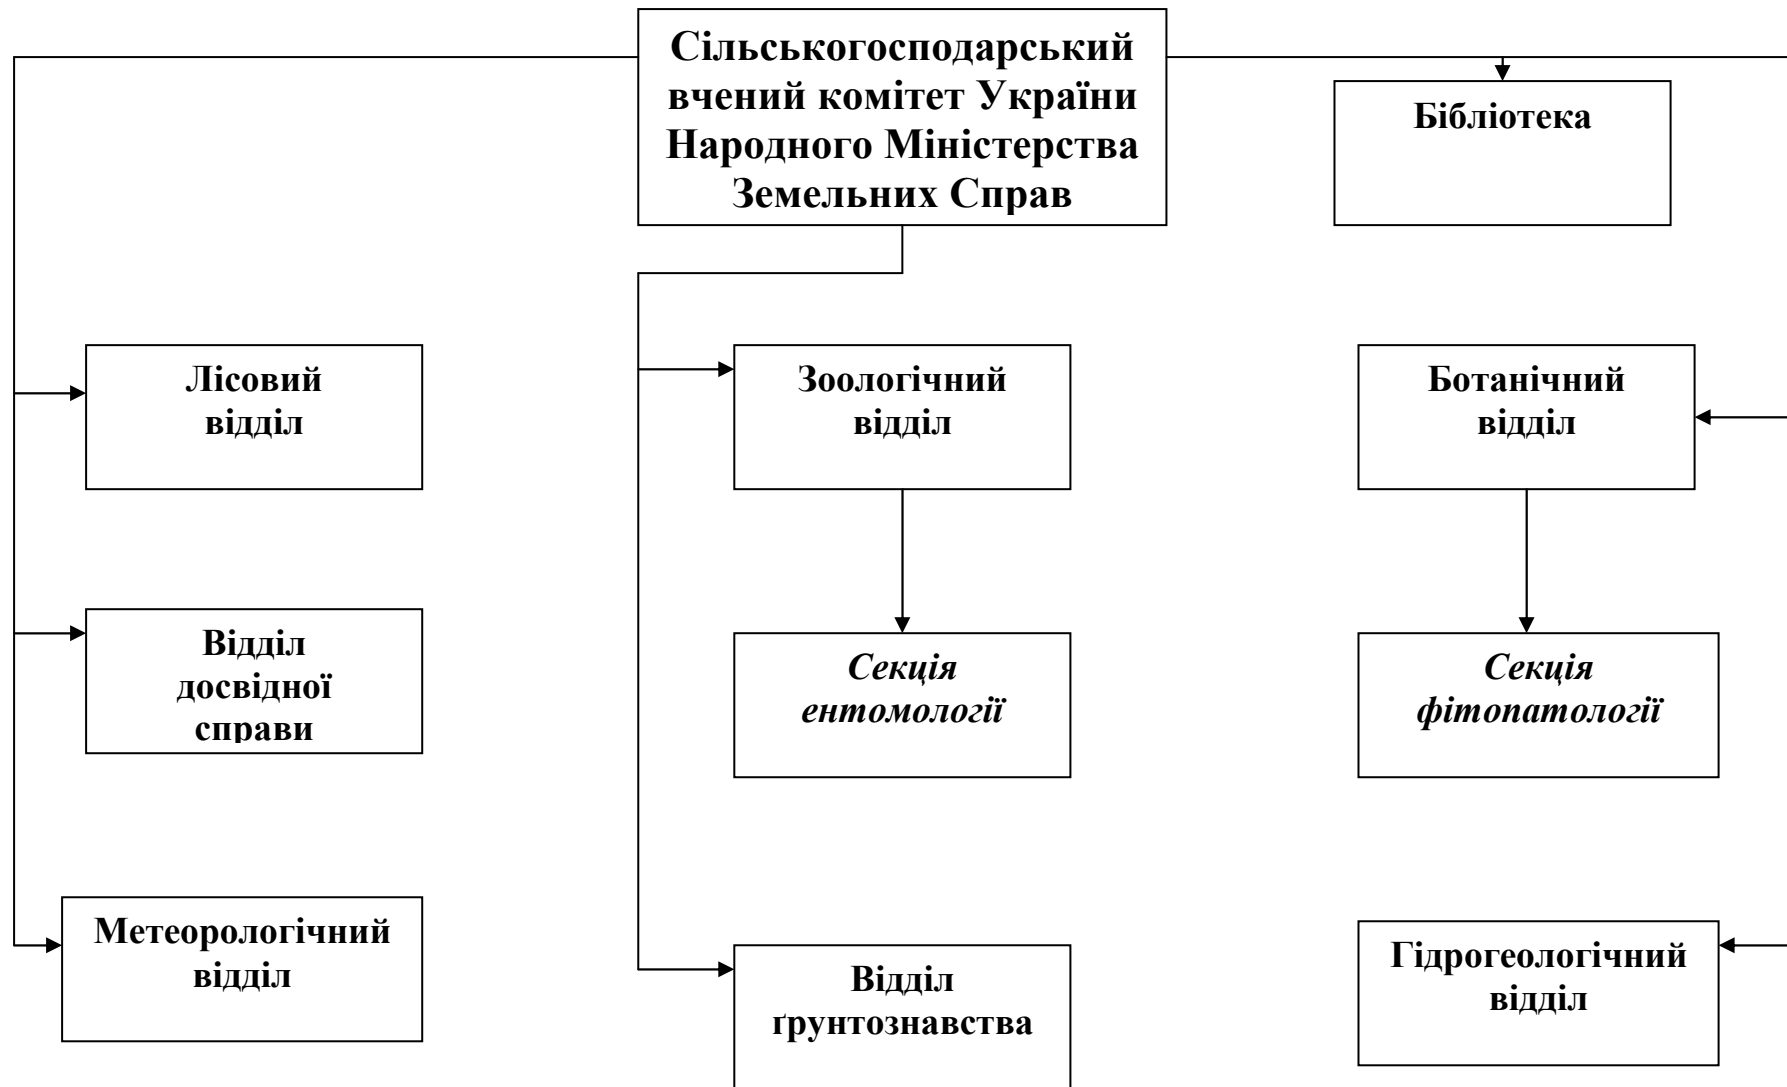 Сільськогосподарський
вчений комітет України
Народного Міністерства
Земельних Справ
Бібліотека
Лісовий
відділ
Зоологічний
відділ
Ботанічний
відділ
Відділ
досвідної
справи
Секція
ентомології
Секція
фітопатології
Метеорологічний
відділ
Відділ
ґрунтознавства
Гідрогеологічний
відділ